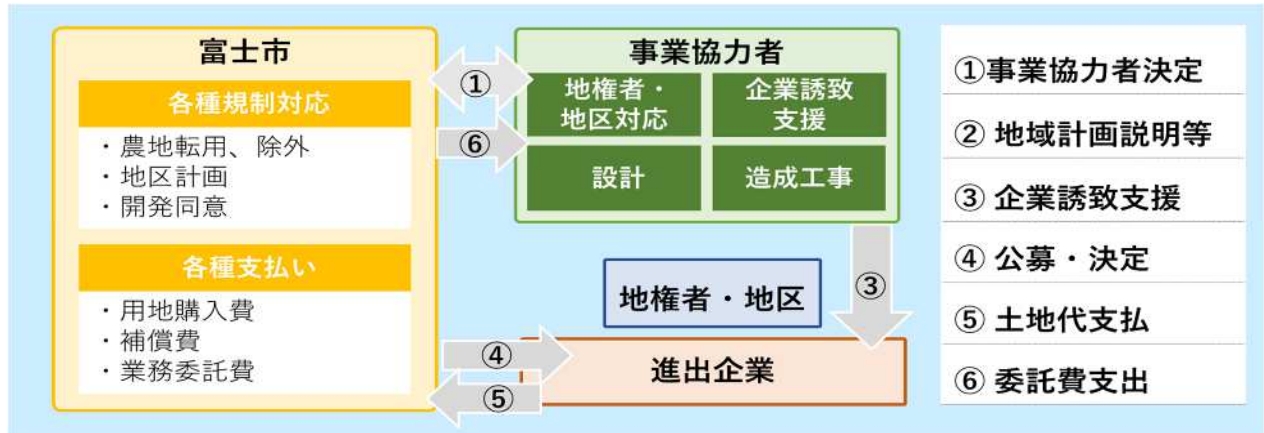 富士市
各種規制対応
・農地転用、除外
・地区計画
・開発同意
各種支払い
・用地購入費
・補償費
・業務委託費
①
⑥
事業協力者
地権者・
地区対応
企業誘致
支援
設計
造成工事
地権者・地区
③
④
⑤
進出企業
①事業協力者決定
② 地域計画説明等
③ 企業誘致支援
④ 公募・決定
⑤ 土地代支払
⑥ 委託費支出